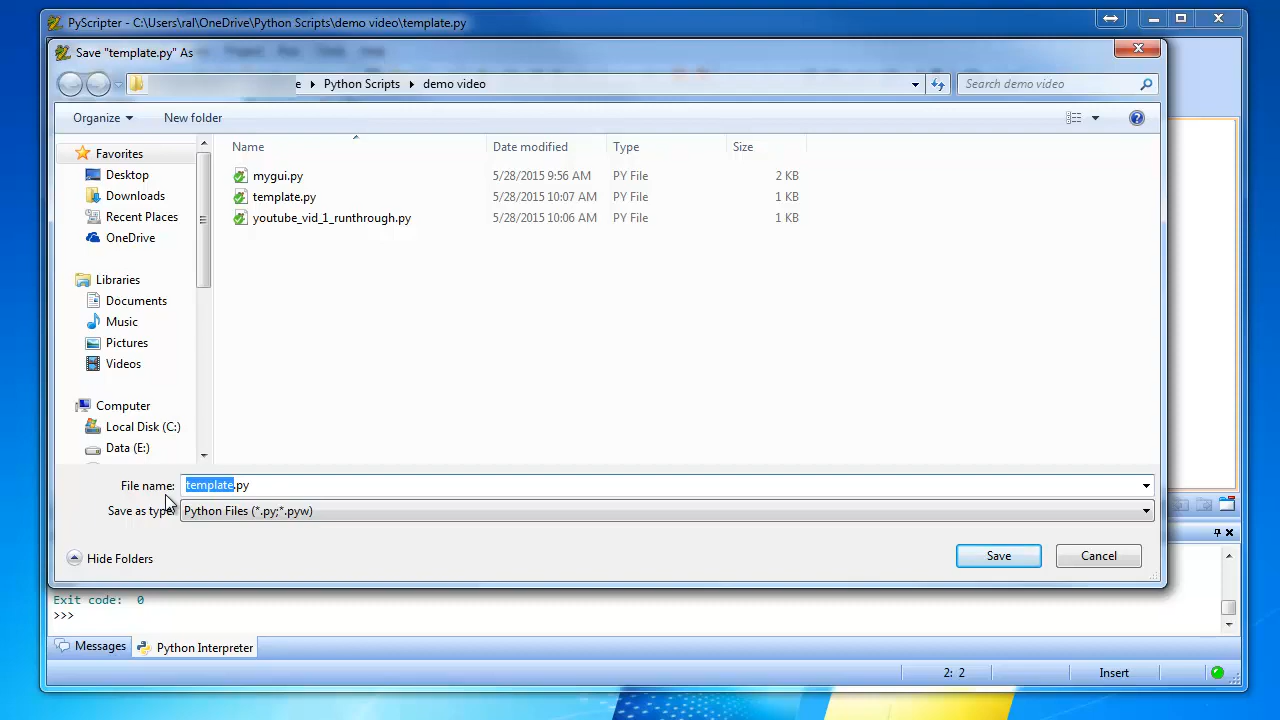 PyScripter - C:\Users\ral\OneDrive\Python Scripts\demo video\template.py
Save "template.py" As
e Python Scripts demo video
Search demo video
Organize New folder
Name Date modified Type Size
Favorites
Desktop
Downloads
Recent Places
OneDrive
Libraries
Documents
Music
Pictures
Videos
Computer
Local Disk (C:)
Data (E:)
mygui.py 5/28/2015 9:56 AM PY File 2 KB
template.py 5/28/2015 10:07 AM PY File 1 KB
youtube_vid_1_runthrough.py 5/28/2015 10:06 AM PY File 1 KB
File name: template.py
Save as type: Python Files (*.py;*.pyw)
Hide Folders Save Cancel
Exit code: 0
>>>
Messages Python Interpreter
2: 2 Insert